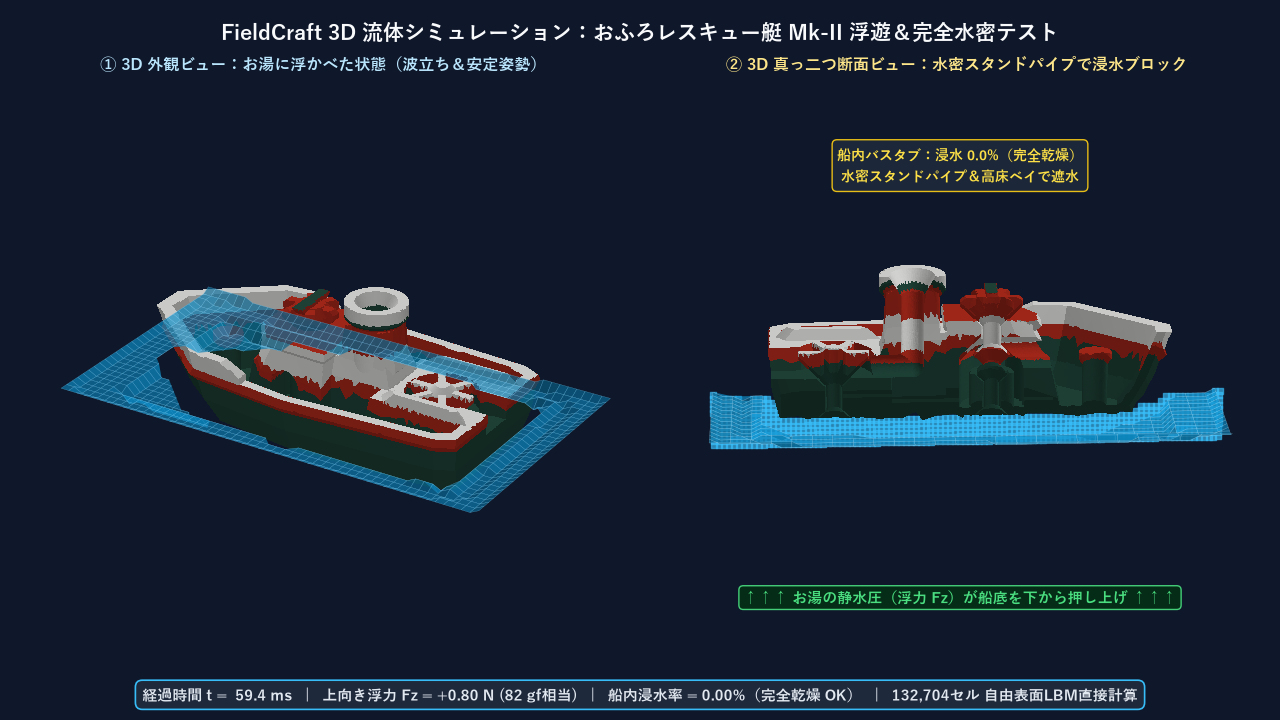 FieldCraft 3D 流体シミュレーション：おふろレスキュー艇 Mk-II 浮遊＆完全水密テスト
① 3D 外観ビュー：お湯に浮かべた状態（波立ち＆安定姿勢）
② 3D 真っ二つ断面ビュー：水密スタンドパイプで浸水ブロック
船内バスタブ：浸水 0.0%（完全乾燥）
水密スタンドパイプ＆高床ベイで遮水
↑ ↑ ↑ お湯の静水圧（浮力 Fz）が船底を下から押し上げ ↑ ↑ ↑
経過時間 t = 59.4 ms ｜ 上向き浮力 Fz = +0.80 N (82 gf相当) ｜ 船内浸水率 = 0.00%（完全乾燥 OK） ｜ 132,704セル 自由表面LBM直接計算